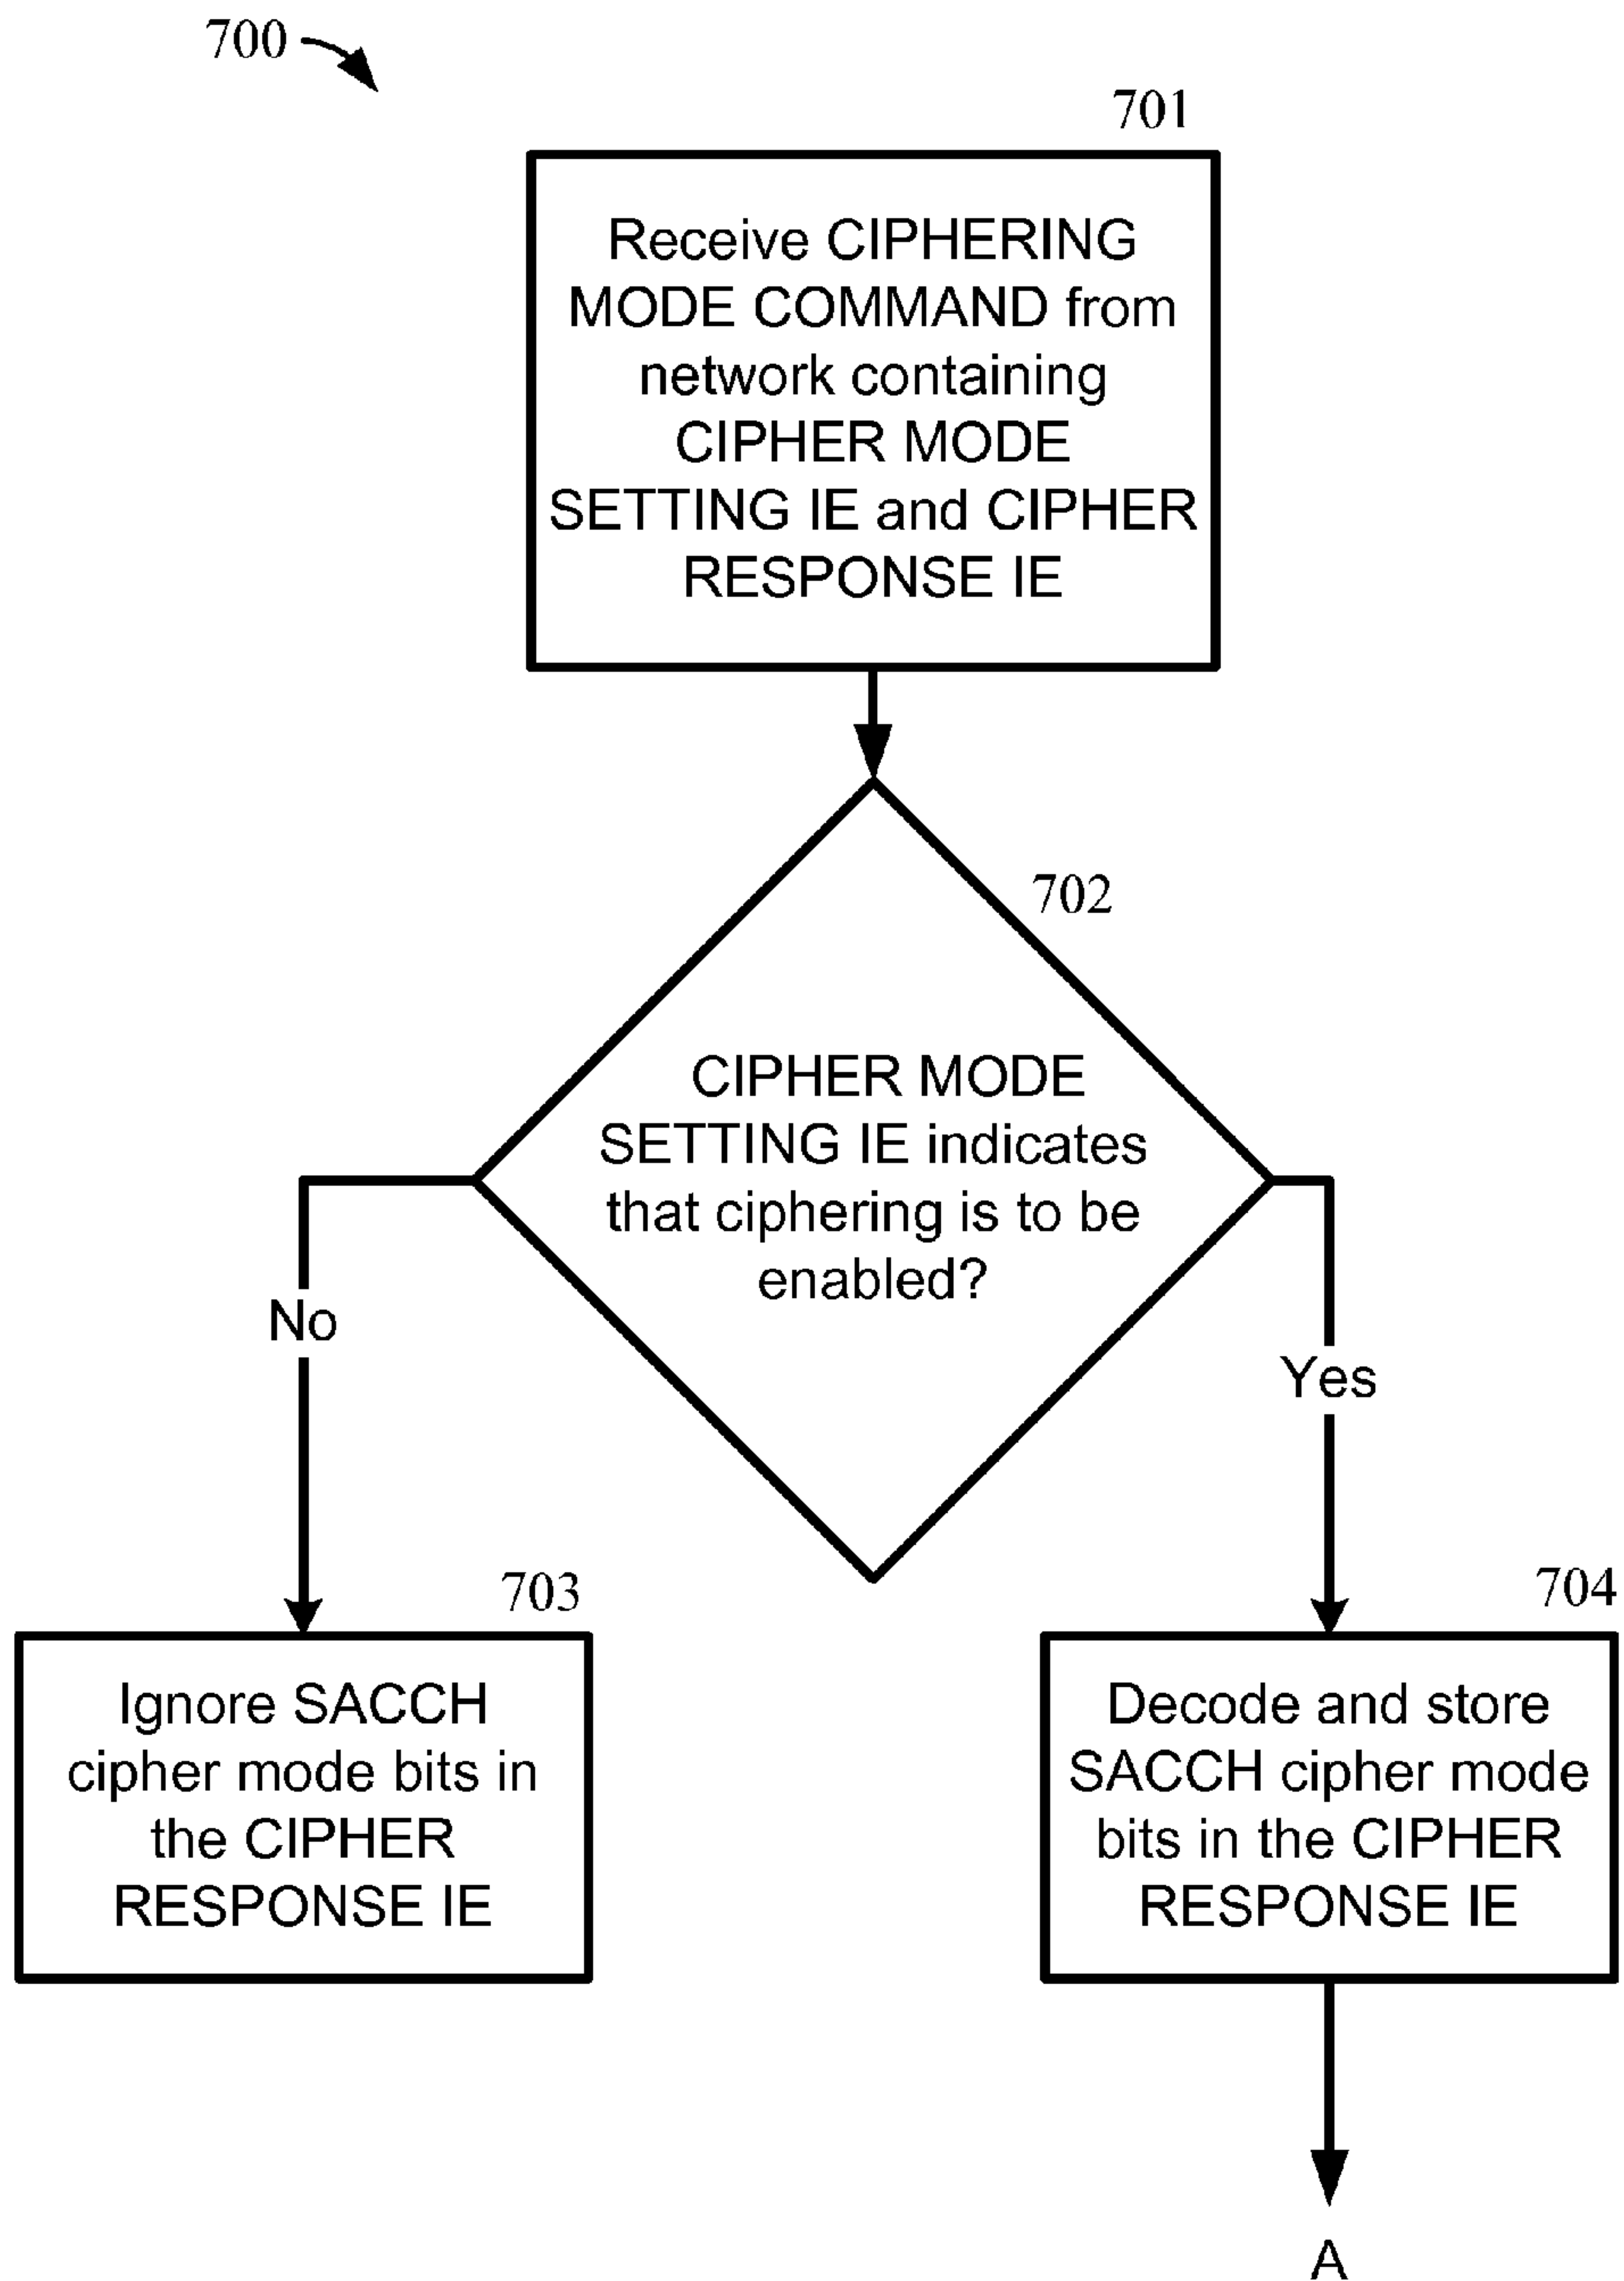 700
701
Receive CIPHERING
MODE COMMAND from
network containing
CIPHER MODE
SETTING IE and CIPHER
RESPONSE IE
702
CIPHER MODE
SETTING IE indicates
that ciphering is to be
enabled?
No
Yes
703
Ignore SACCH
cipher mode bits in
the CIPHER
RESPONSE IE
704
Decode and store
SACCH cipher mode
bits in the CIPHER
RESPONSE IE
A